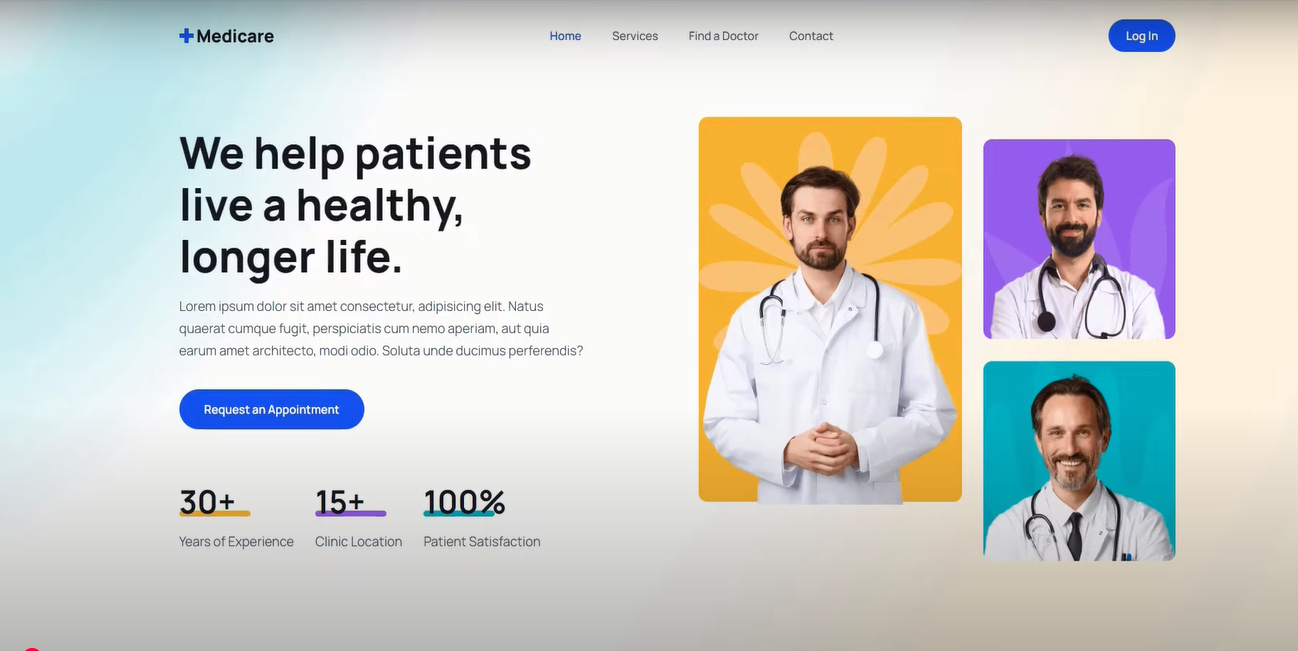 Medicare
Home
Services
Find a Doctor
Contact
Log In
We help patients
live a healthy,
longer life.
Lorem ipsum dolor sit amet consectetur, adipisicing elit. Natus
quaerat cumque fugit, perspiciatis cum nemo aperiam, aut quia
earum amet architecto, modi odio. Soluta unde ducimus perferendis?
Request an Appointment
30+
Years of Experience
15+
Clinic Location
100%
Patient Satisfaction